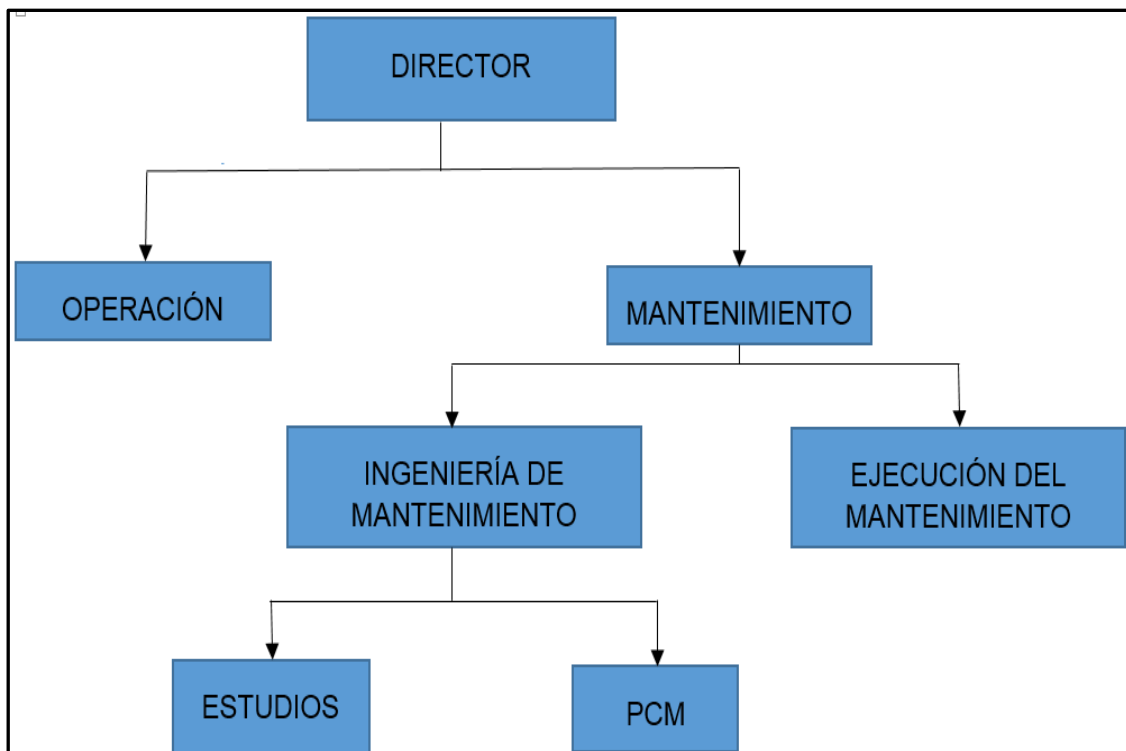 DIRECTOR
OPERACIÓN
MANTENIMIENTO
INGENIERÍA DE
MANTENIMIENTO
EJECUCIÓN DEL
MANTENIMIENTO
ESTUDIOS
PCM